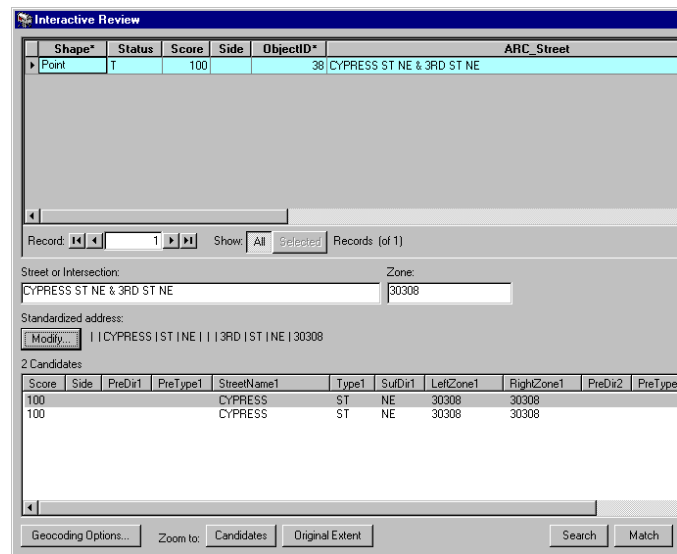 Interactive Review
Shape* Status Score Side ObjectID* ARC_Street
Point T 100 38 CYPRESS ST NE & 3RD ST NE
Record: 1 Show: All Selected Records (of 1)
Street or Intersection: Zone:
CYPRESS ST NE & 3RD ST NE 30308
Standardized address:
Modify... | | CYPRESS | ST | NE | | | 3RD | ST | NE | 30308
2 Candidates
Score Side PreDir1 PreType1 StreetName1 Type1 SufDir1 LeftZone1 RightZone1 PreDir2 PreType
100 CYPRESS ST NE 30308 30308
100 CYPRESS ST NE 30308 30308
Geocoding Options... Zoom to: Candidates Original Extent Search Match